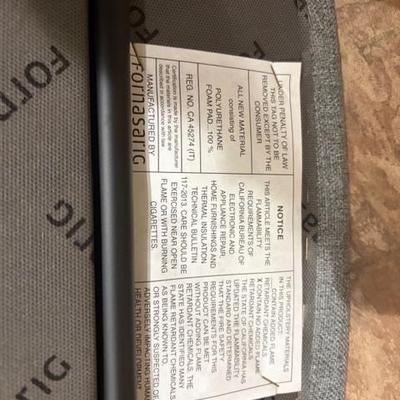 UNDER PENALTY OF LAW
THIS TAG NOT TO BE
REMOVED EXCEPT BY THE
CONSUMER
ALL NEW MATERIAL
consisting of
POLYURETHANE
FOAM PAD...100 %
REG. NO. CA 45274 (IT)
Certification is made by the manufacturer
that the materials in this article are
described in accordance with law.
MANUFACTURED BY
Fornasarig
NOTICE
THIS ARTICLE MEETS THE
FLAMMABILITY
REQUIREMENTS OF
CALIFORNIA BUREAU OF
ELECTRONIC AND
APPLIANCE REPAIR,
HOME FURNISHINGS AND
THERMAL INSULATION
TECHNICAL BULLETIN
117-2013. CARE SHOULD BE
EXERCISED NEAR OPEN
FLAME OR WITH BURNING
CIGARETTES
THE UPHOLSTERY MATERIALS
IN THIS PRODUCT:
CONTAIN ADDED FLAME
RETARDANT CHEMICALS
X CONTAIN NO ADDED FLAME
RETARDANT CHEMICALS
THE STATE OF CALIFORNIA HAS
UPDATED THE FLAMMABILITY
STANDARD AND DETERMINED
THAT THE FIRE SAFETY
REQUIREMENTS FOR THIS
PRODUCT CAN BE MET
WITHOUT ADDING FLAME
RETARDANT CHEMICALS. THE
STATE HAS IDENTIFIED MANY
FLAME RETARDANT CHEMICALS
AS BEING KNOWN TO,
OR STRONGLY SUSPECTED OF,
ADVERSELY IMPACTING HUMAN
HEALTH OR DEVELOPMENT